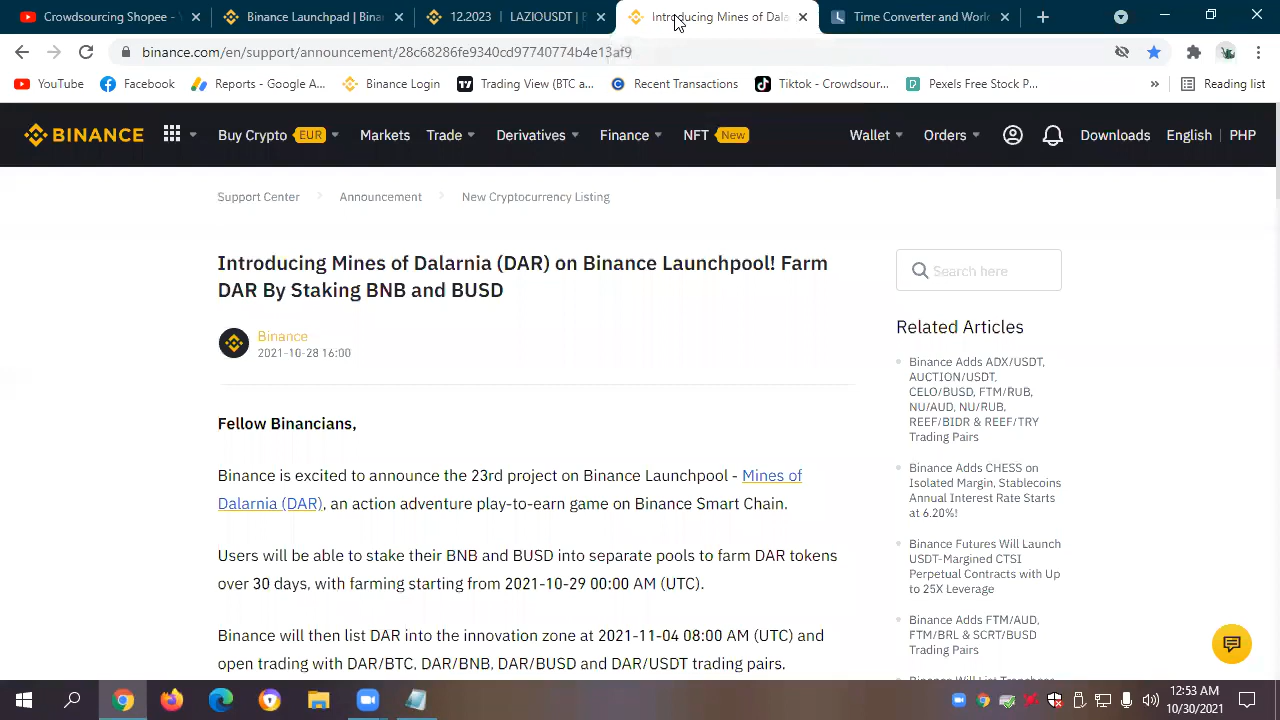 Crowdsourcing Shopee -
Binance Launchpad | Binan
12.2023 | LAZIOUSDT | B
Introducing Mines of Dala
Time Converter and Worl
binance.com/en/support/announcement/28c68286fe9340cd97740774b4e13af9
YouTube
Facebook
Reports - Google A...
Binance Login
Trading View (BTC a...
Recent Transactions
Tiktok - Crowdsour...
Pexels Free Stock P...
»
Reading list
BINANCE
Buy Crypto EUR
Markets
Trade
Derivatives
Finance
NFT New
Wallet
Orders
Downloads
English | PHP
Support Center > Announcement > New Cryptocurrency Listing
Introducing Mines of Dalarnia (DAR) on Binance Launchpool! Farm
DAR By Staking BNB and BUSD
Binance
2021-10-28 16:00
Fellow Binancians,
Binance is excited to announce the 23rd project on Binance Launchpool - Mines of
Dalarnia (DAR), an action adventure play-to-earn game on Binance Smart Chain.
Users will be able to stake their BNB and BUSD into separate pools to farm DAR tokens
over 30 days, with farming starting from 2021-10-29 00:00 AM (UTC).
Binance will then list DAR into the innovation zone at 2021-11-04 08:00 AM (UTC) and
open trading with DAR/BTC, DAR/BNB, DAR/BUSD and DAR/USDT trading pairs.
Search here
Related Articles
Binance Adds ADX/USDT,
AUCTION/USDT,
CELO/BUSD, FTM/RUB,
NU/AUD, NU/RUB,
REEF/BIDR & REEF/TRY
Trading Pairs
Binance Adds CHESS on
Isolated Margin, Stablecoins
Annual Interest Rate Starts
at 6.20%!
Binance Futures Will Launch
USDT-Margined CTSI
Perpetual Contracts with Up
to 25X Leverage
Binance Adds FTM/AUD,
FTM/BRL & SCRT/BUSD
Trading Pairs
12:53 AM
10/30/2021